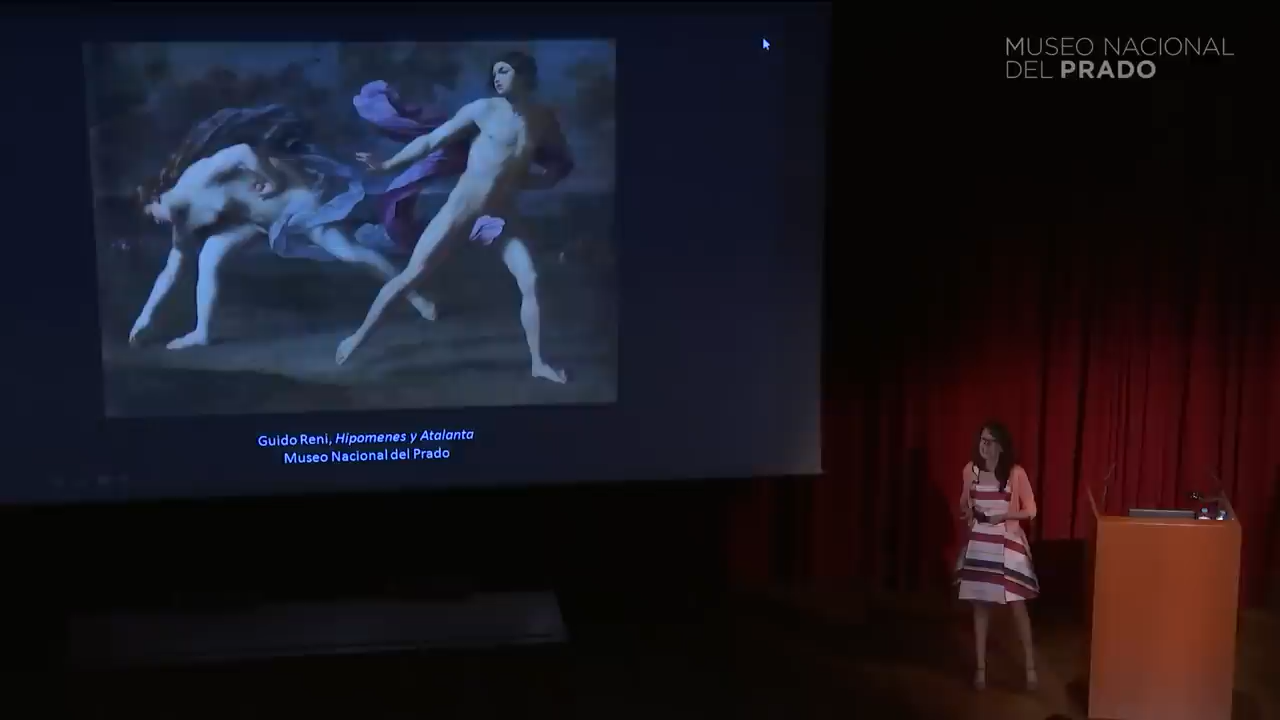 MUSEO NACIONAL
DEL PRADO
Guido Reni, Hipomenes y Atalanta
Museo Nacional del Prado